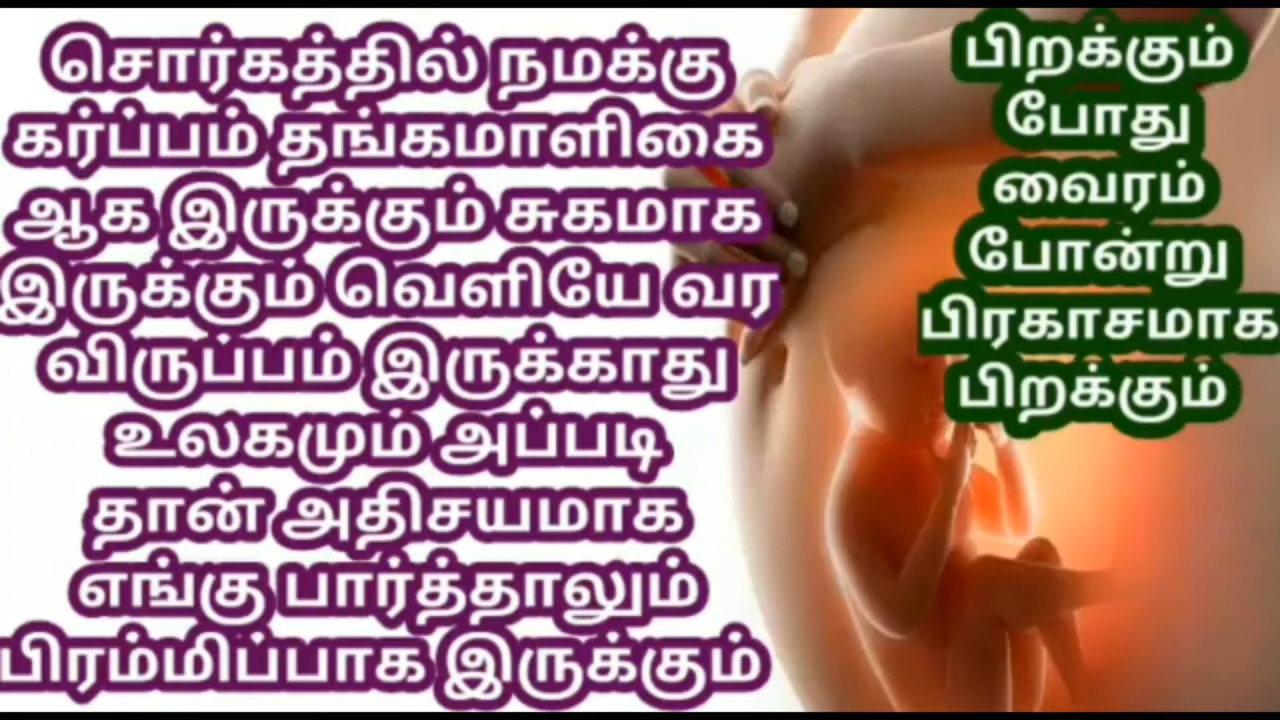 சொர்கத்தில் நமக்கு
கர்ப்பம் தங்கமாளிகை
ஆக இருக்கும் சுகமாக
இருக்கும் வெளியே வர
விருப்பம் இருக்காது
உலகமும் அப்படி
தான் அதிசயமாக
எங்கு பார்த்தாலும்
பிரம்மிப்பாக இருக்கும்
பிறக்கும்
போது
வைரம்
போன்று
பிரகாசமாக
பிறக்கும்